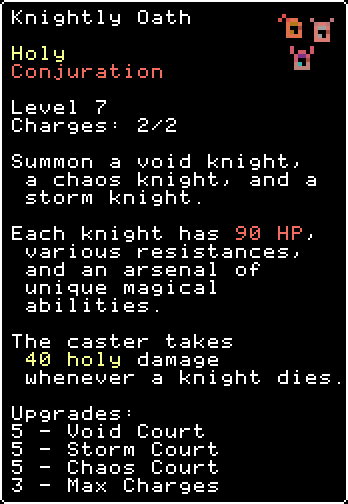 Knightly Oath
Holy
Conjuration
Level 7
Charges: 2/2
Summon a void knight,
a chaos knight, and a
storm knight.
Each knight has 90 HP,
various resistances,
and an arsenal of
unique magical
abilities.
The caster takes
40 holy damage
whenever a knight dies.
Upgrades:
5 - Void Court
5 - Storm Court
5 - Chaos Court
3 - Max Charges